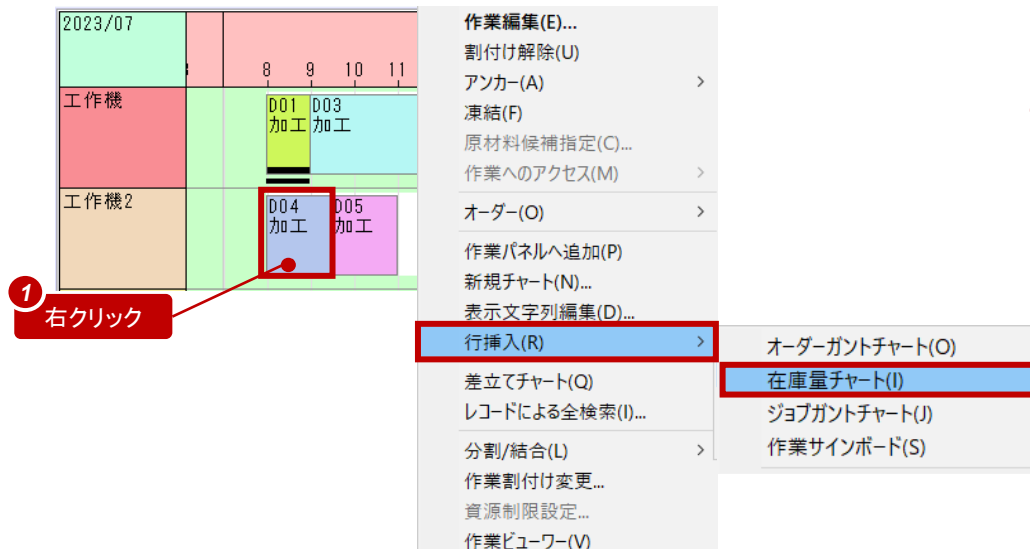 2023/07
8 9 10 11
工作機
D01 D03
加工 加工
工作機2
D04 D05
加工 加工
1
右クリック
作業編集(E)...
割付け解除(U)
アンカー(A) >
凍結(F)
原材料候補指定(C)...
作業へのアクセス(M) >
オーダー(O) >
作業パネルへ追加(P)
新規チャート(N)...
表示文字列編集(D)...
行挿入(R) >
差立てチャート(Q)
レコードによる全検索(I)...
分割/結合(L) >
作業割付け変更...
資源制限設定...
作業ビューワー(V)
オーダーガントチャート(O)
在庫量チャート(I)
ジョブガントチャート(J)
作業サインボード(S)